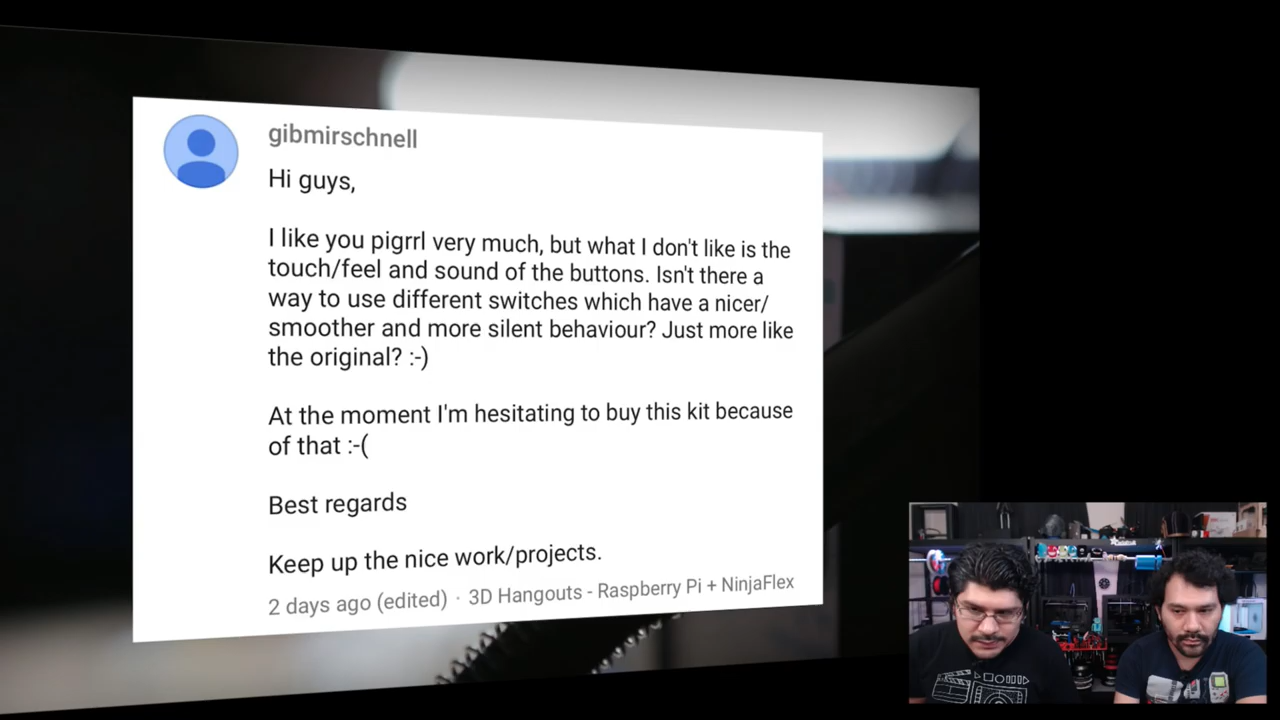 gibmirschnell
Hi guys,
I like you pigrrl very much, but what I don't like is the
touch/feel and sound of the buttons. Isn't there a
way to use different switches which have a nicer/
smoother and more silent behaviour? Just more like
the original? :-)
At the moment I'm hesitating to buy this kit because
of that :-(
Best regards
Keep up the nice work/projects.
2 days ago (edited) · 3D Hangouts - Raspberry Pi + NinjaFlex